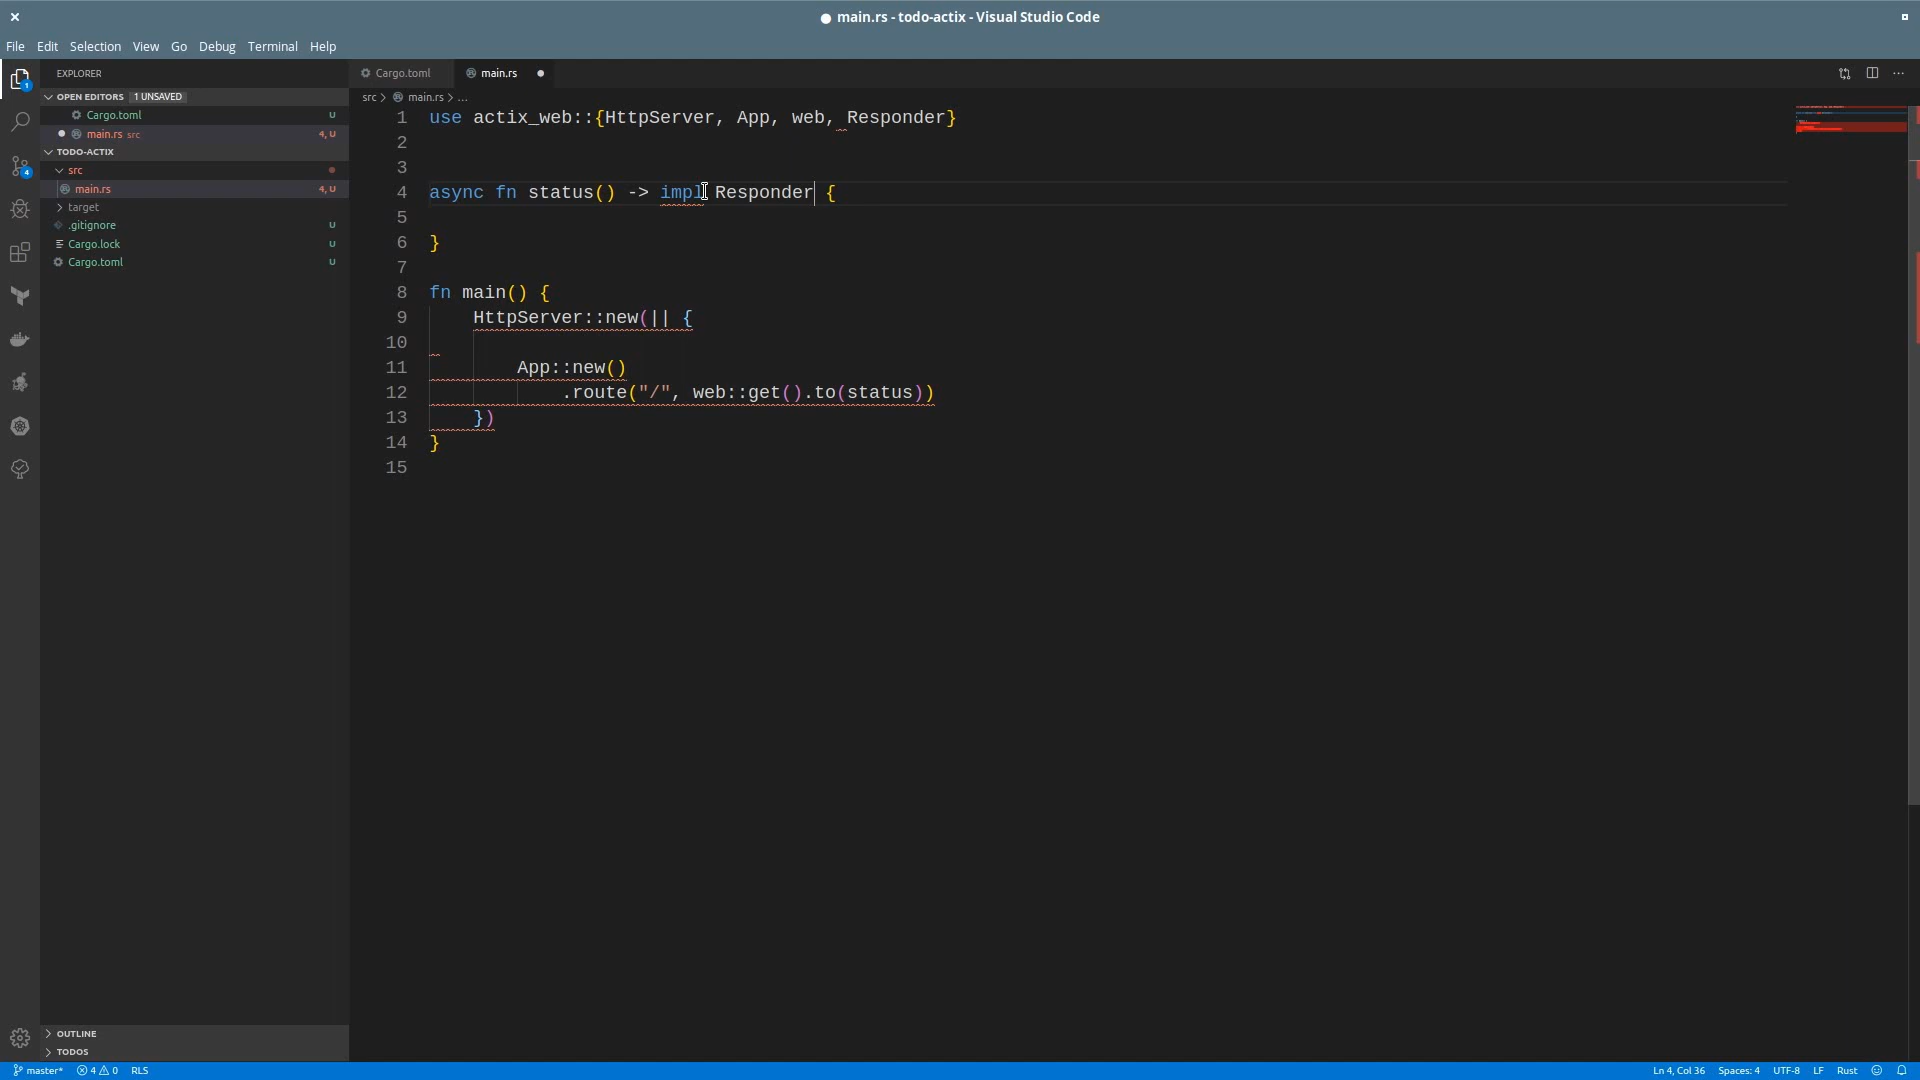 main.rs - todo-actix - Visual Studio Code
File Edit Selection View Go Debug Terminal Help
EXPLORER
OPEN EDITORS 1 UNSAVED
Cargo.toml U
main.rs src 4, U
TODO-ACTIX
src
main.rs 4, U
target
.gitignore U
Cargo.lock U
Cargo.toml U
OUTLINE
TODOS
1
4
Cargo.toml main.rs
src > main.rs > ...
1 use actix_web::{HttpServer, App, web, Responder}
2
3
4 async fn status() -> impl Responder {
5
6 }
7
8 fn main() {
9 HttpServer::new(|| {
10
11 App::new()
12 .route("/", web::get().to(status))
13 })
14 }
15
master* 4 0 RLS Ln 4, Col 36 Spaces: 4 UTF-8 LF Rust